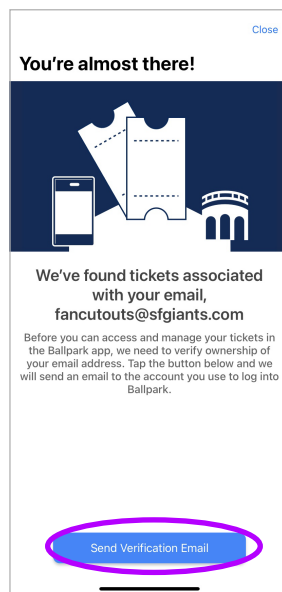 Close
You're almost there!
We've found tickets associated
with your email,
fancutouts@sfgiants.com
Before you can access and manage your tickets in
the Ballpark app, we need to verify ownership of
your email address. Tap the button below and we
will send an email to the account you use to log into
Ballpark.
Send Verification Email